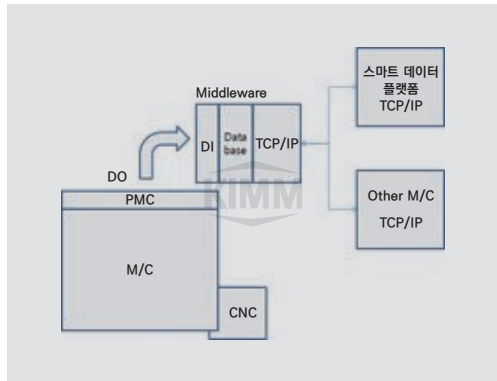 스마트 데이터
플랫폼
TCP/IP
Middleware
DI
Data
base
TCP/IP
DO
PMC
KIMM
Other M/C
TCP/IP
M/C
CNC